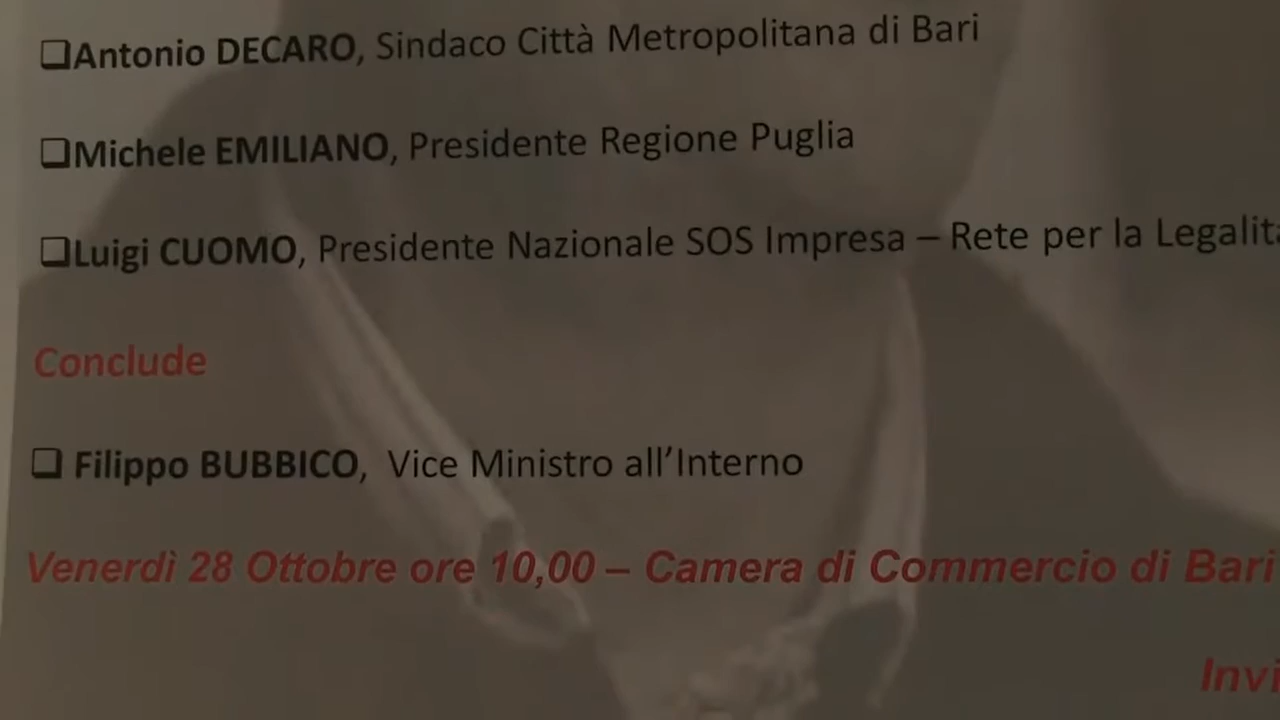 ❑Antonio DECARO, Sindaco Città Metropolitana di Bari
❑Michele EMILIANO, Presidente Regione Puglia
❑Luigi CUOMO, Presidente Nazionale SOS Impresa – Rete per la Legalit
Conclude
❑ Filippo BUBBICO, Vice Ministro all'Interno
Venerdì 28 Ottobre ore 10,00 – Camera di Commercio di Bari